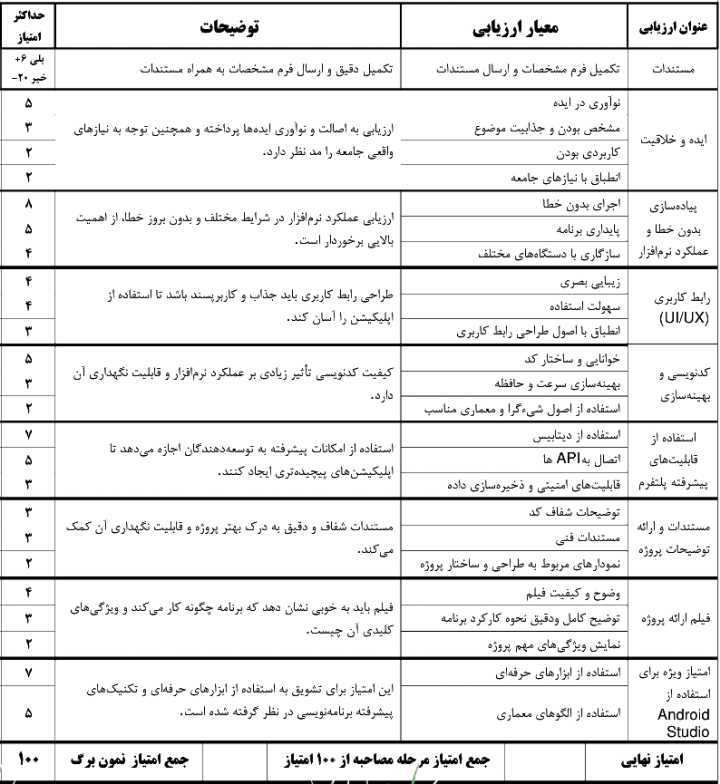 عنوان ارزیابی
معیار ارزیابی
توضیحات
حداکثر
امتیاز
مستندات
تکمیل فرم مشخصات و ارسال مستندات
تکمیل دقیق و ارسال فرم مشخصات به همراه مستندات
بلی ۶+
خیر ۲۰-
ایده و خلاقیت
نوآوری در ایده
۵
مشخص بودن و جذابیت موضوع
۳
کاربردی بودن
۲
انطباق با نیازهای جامعه
۲
ارزیابی به اصالت و نوآوری ایده‌ها پرداخته و همچنین توجه به نیازهای
واقعی جامعه را مد نظر دارد.
پیاده‌سازی
بدون خطا و
عملکرد نرم‌افزار
اجرای بدون خطا
۸
پایداری برنامه
۵
سازگاری با دستگاه‌های مختلف
۴
ارزیابی عملکرد نرم‌افزار در شرایط مختلف و بدون بروز خطا، از اهمیت
بالایی برخوردار است.
رابط کاربری
(UI/UX)
زیبایی بصری
۴
سهولت استفاده
۴
انطباق با اصول طراحی رابط کاربری
۳
طراحی رابط کاربری باید جذاب و کاربرپسند باشد تا استفاده از
اپلیکیشن را آسان کند.
کدنویسی و
بهینه‌سازی
خوانایی و ساختار کد
۵
بهینه‌سازی سرعت و حافظه
۳
استفاده از اصول شیءگرا و معماری مناسب
۲
کیفیت کدنویسی تأثیر زیادی بر عملکرد نرم‌افزار و قابلیت نگهداری آن
دارد.
استفاده از
قابلیت‌های
پیشرفته پلتفرم
استفاده از دیتابیس
۷
اتصال به API ها
۵
قابلیت‌های امنیتی و ذخیره‌سازی داده
۳
استفاده از امکانات پیشرفته به توسعه‌دهندگان اجازه می‌دهد تا
اپلیکیشن‌های پیچیده‌تری ایجاد کنند.
مستندات و ارائه
توضیحات پروژه
توضیحات شفاف کد
۳
مستندات فنی
۳
نمودارهای مربوط به طراحی و ساختار پروژه
۲
مستندات شفاف و دقیق به درک بهتر پروژه و قابلیت نگهداری آن کمک
می‌کند.
فیلم ارائه پروژه
وضوح و کیفیت فیلم
۴
توضیح کامل ودقیق نحوه کارکرد برنامه
۳
نمایش ویژگی‌های مهم پروژه
۲
فیلم باید به خوبی نشان دهد که برنامه چگونه کار می‌کند و ویژگی‌های
کلیدی آن چیست.
امتیاز ویژه برای
استفاده از
Android
Studio
استفاده از ابزارهای حرفه‌ای
۷
استفاده از الگوهای معماری
۵
این امتیاز برای تشویق به استفاده از ابزارهای حرفه‌ای و تکنیک‌های
پیشرفته برنامه‌نویسی در نظر گرفته شده است.
امتیاز نهایی
جمع امتیاز مرحله مصاحبه از ۱۰۰ امتیاز
جمع امتیاز نمون برگ
۱۰۰